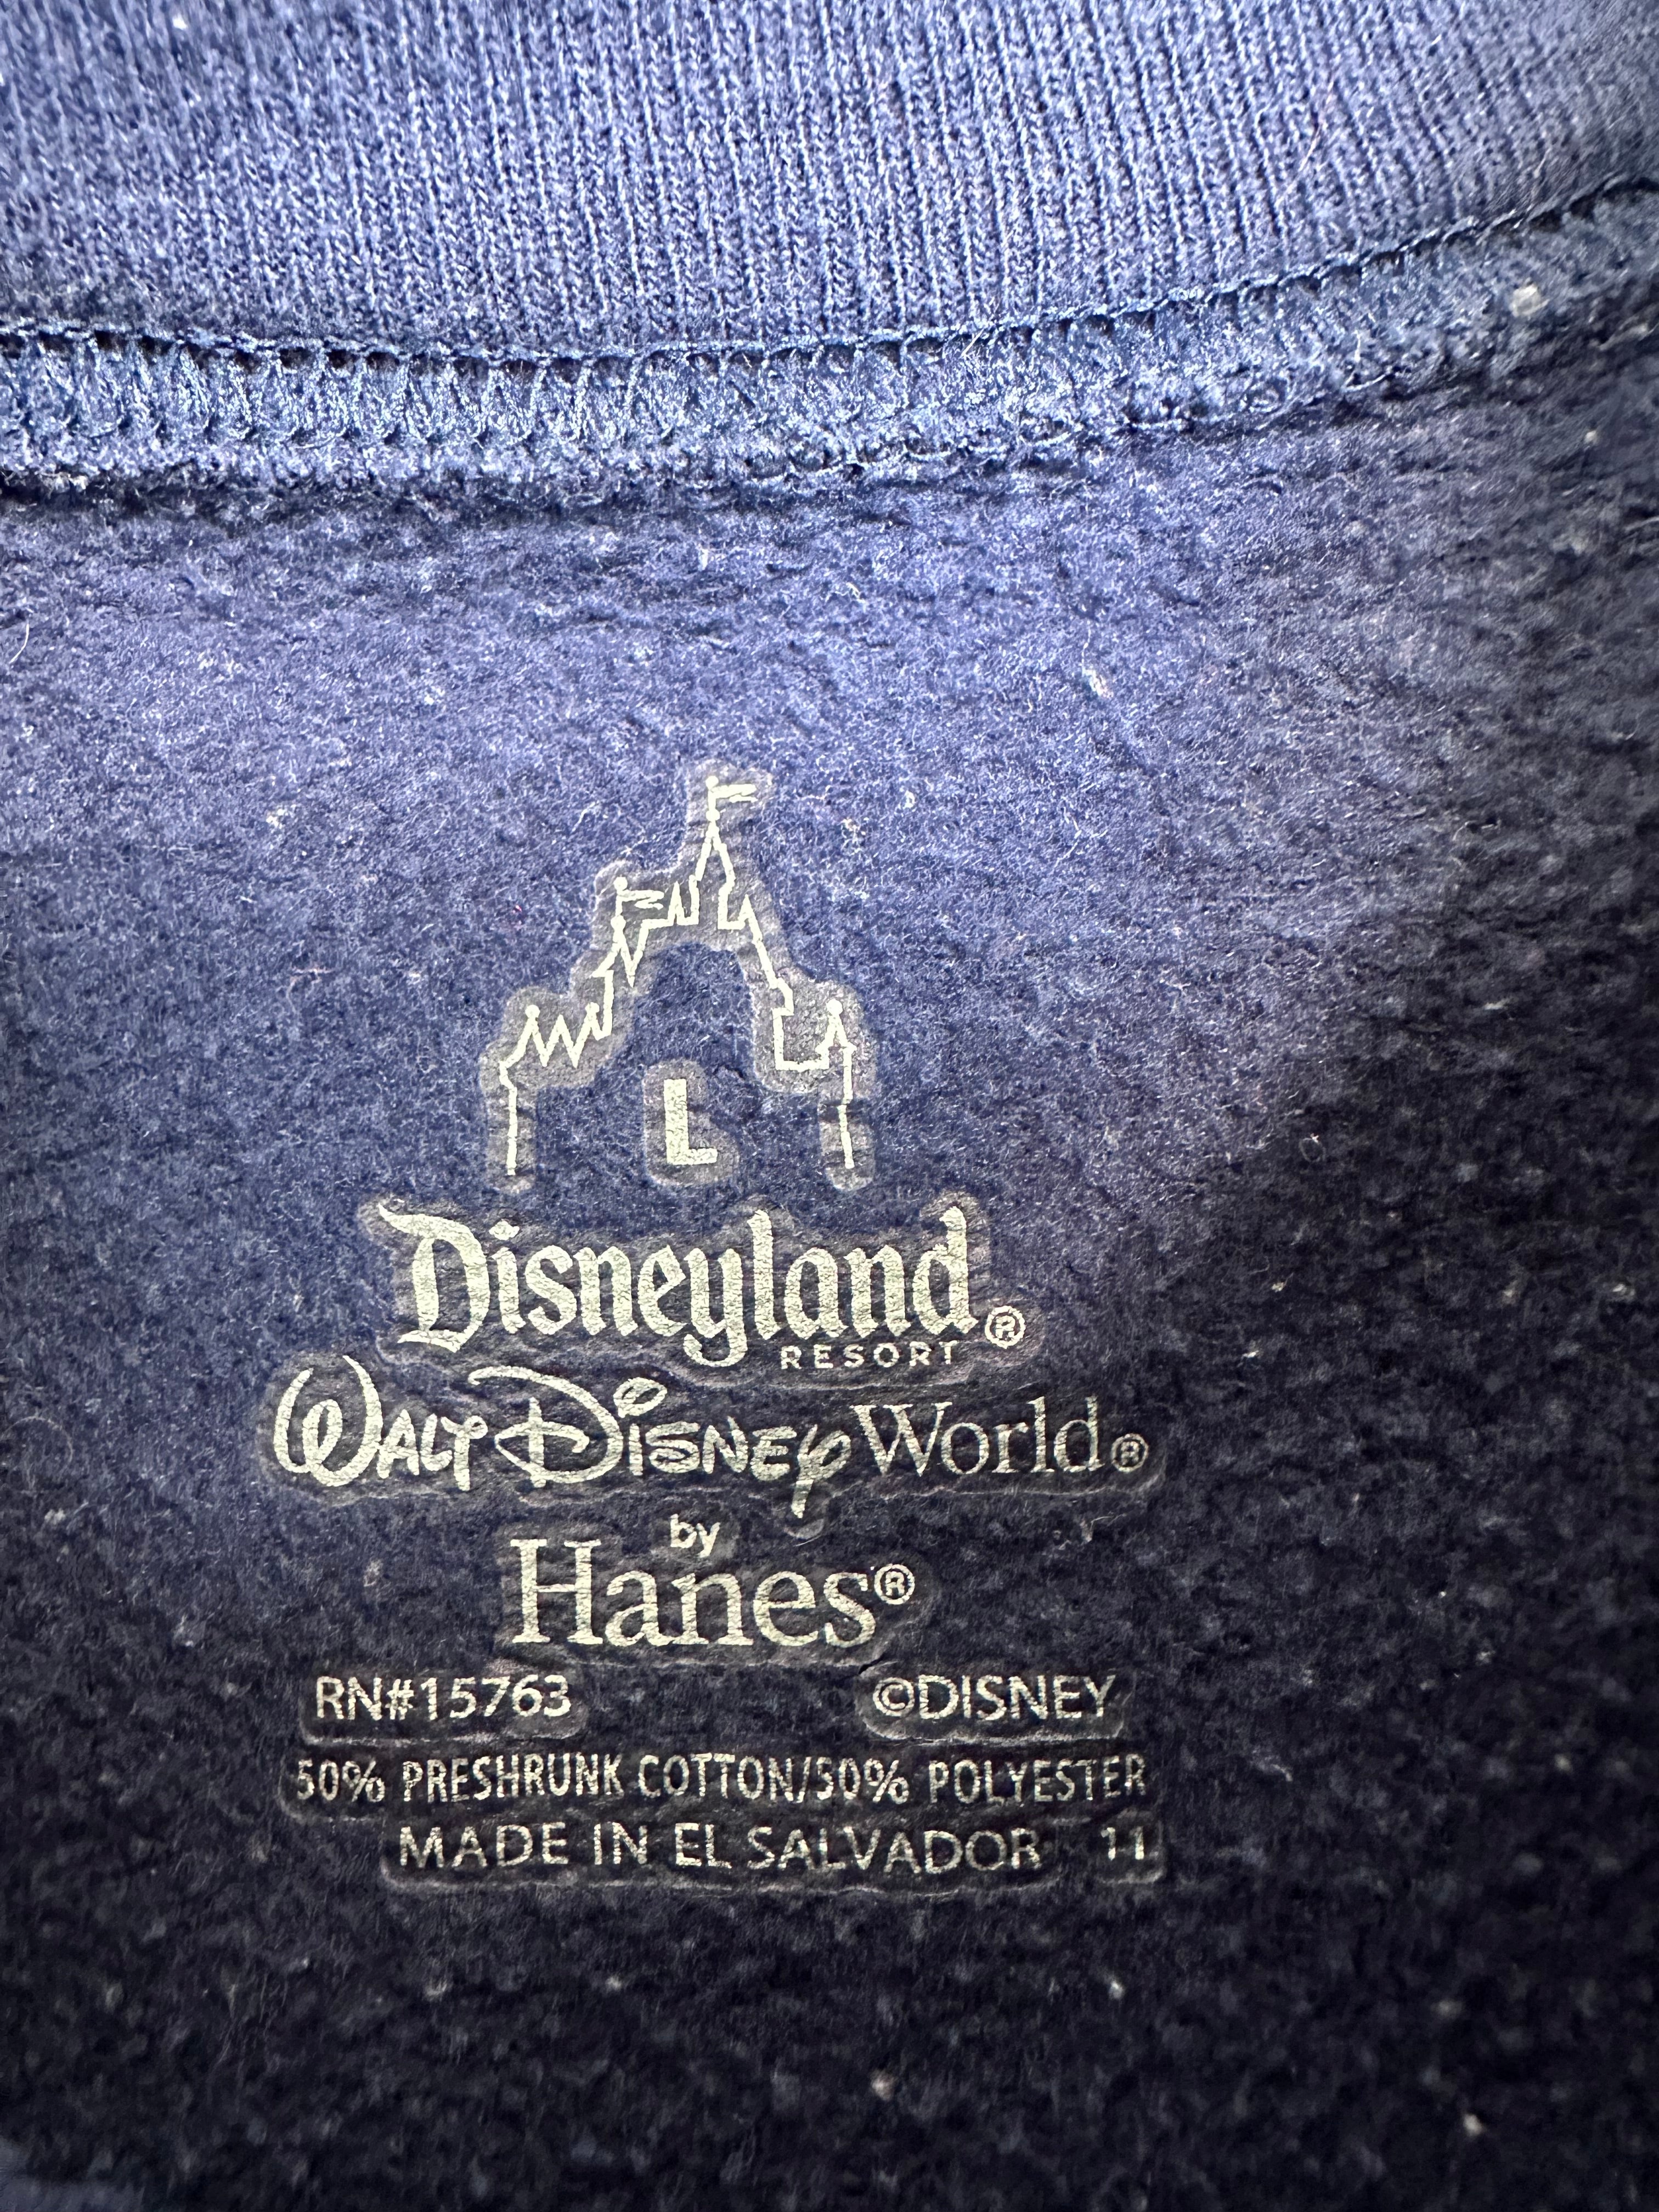 L
Disneyland®
RESORT
WALT DISNEY World®
by
Hanes®
RN#15763 ©DISNEY
50% PRESHRUNK COTTON/50% POLYESTER
MADE IN EL SALVADOR 11